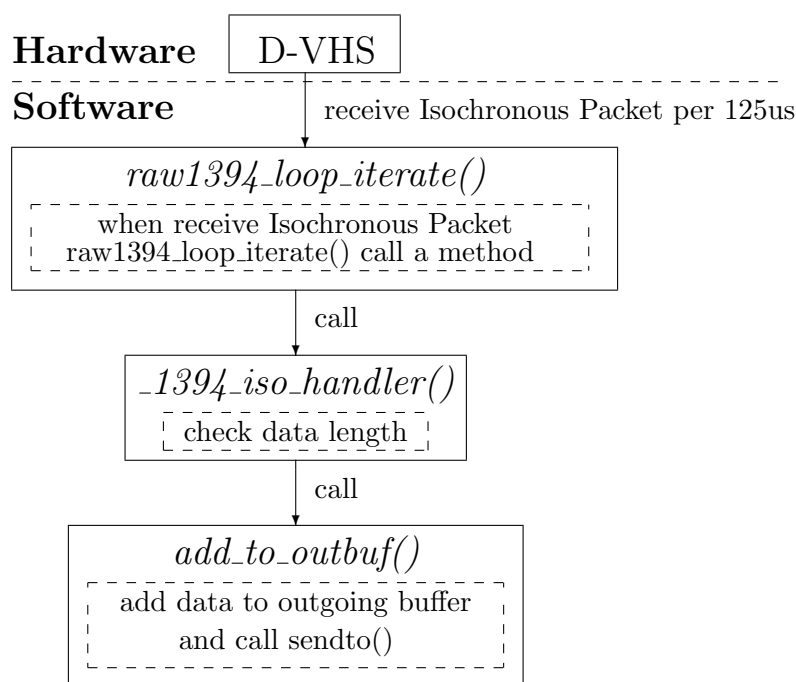 Hardware
D-VHS
Software
receive Isochronous Packet per 125us
raw1394_loop_iterate()
when receive Isochronous Packet
raw1394_loop_iterate() call a method
call
_1394_iso_handler()
check data length
call
add_to_outbuf()
add data to outgoing buffer
and call sendto()